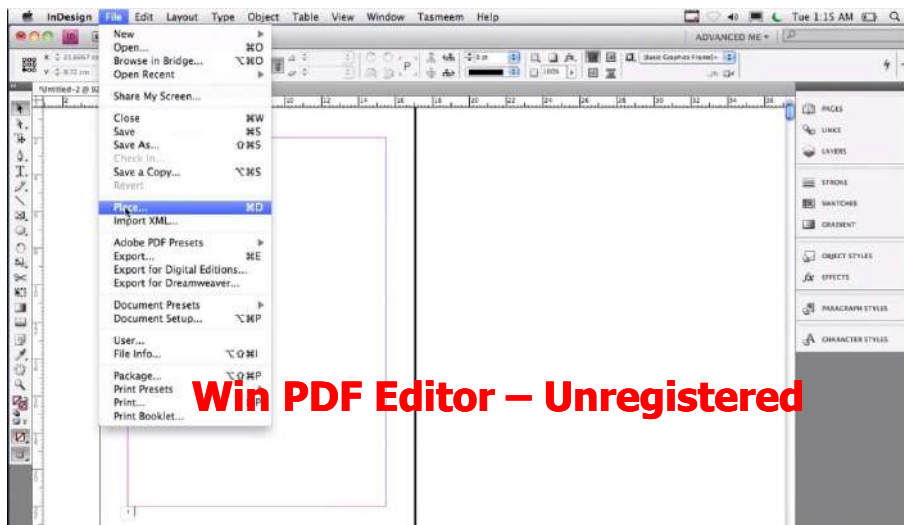 InDesign File Edit Layout Type Object Table View Window Tasmeem Help
Tue 1:15 AM
ADVANCED ME
New
Open... ⌘O
Browse in Bridge... ⌥⌘O
Open Recent
Share My Screen...
Close ⌘W
Save ⌘S
Save As... ⇧⌘S
Check In...
Save a Copy... ⌥⌘S
Revert
Place... ⌘D
Import XML...
Adobe PDF Presets
Export... ⌘E
Export for Digital Editions...
Export for Dreamweaver...
Document Presets
Document Setup... ⌥⌘P
User...
File Info... ⌥⇧⌘I
Package... ⌥⇧⌘P
Print Presets
Print... ⌘P
Print Booklet...
PAGES
LINKS
LAYERS
STROKE
SWATCHES
GRADIENT
OBJECT STYLES
EFFECTS
PARAGRAPH STYLES
CHARACTER STYLES
Win PDF Editor – Unregistered